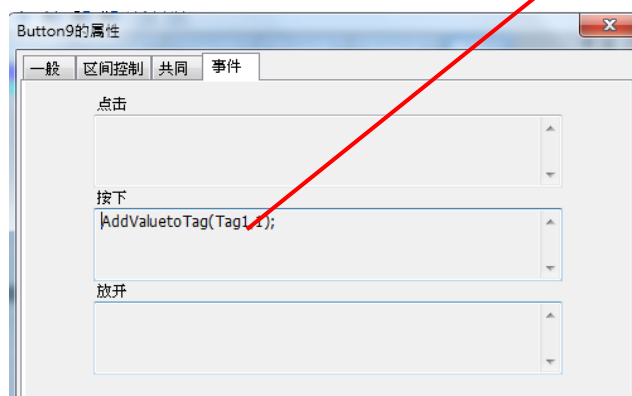 Button9的属性
一般 区间控制 共同 事件
点击
按下
AddValuetoTag(Tag1,1);
放开